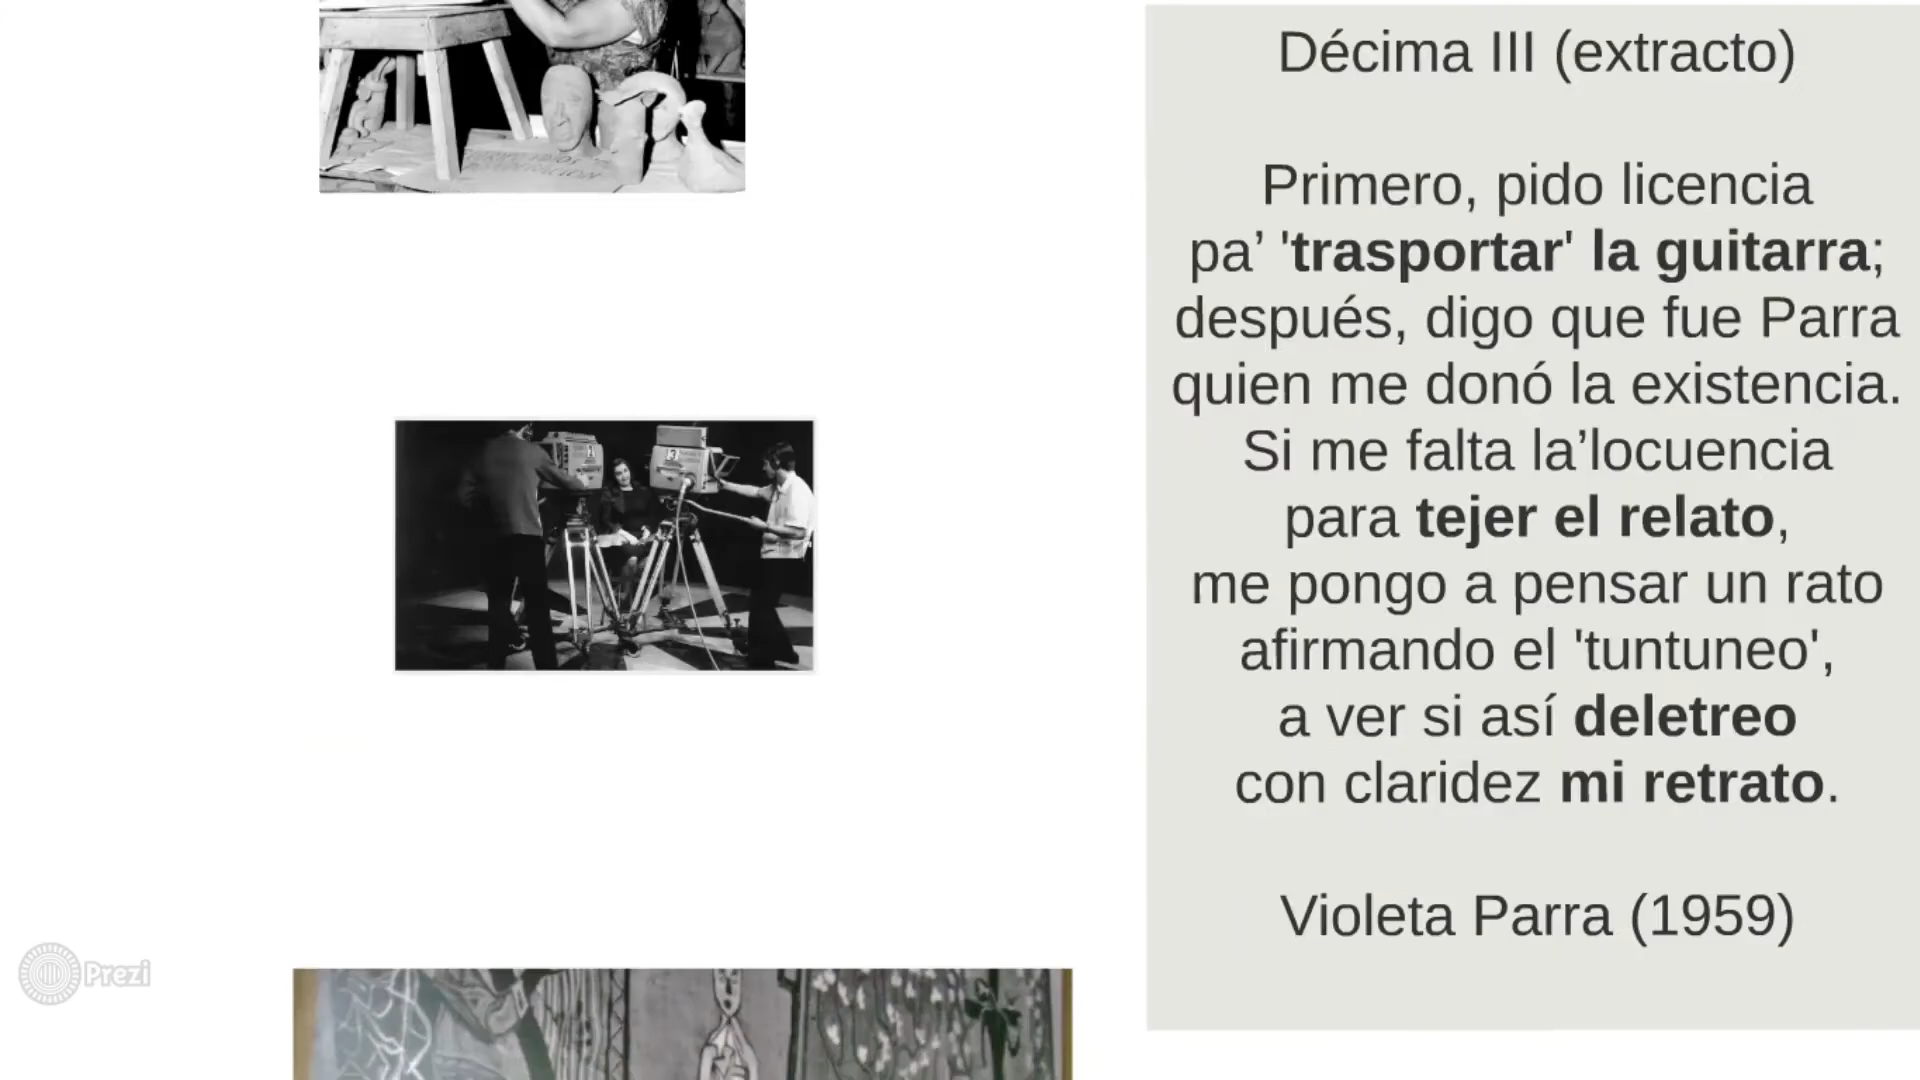 Décima III (extracto)
Primero, pido licencia
pa’ 'trasportar' la guitarra;
después, digo que fue Parra
quien me donó la existencia.
Si me falta la’locuencia
para tejer el relato,
me pongo a pensar un rato
afirmando el 'tuntuneo',
a ver si así deletreo
con claridez mi retrato.
Violeta Parra (1959)
Prezi
1
3